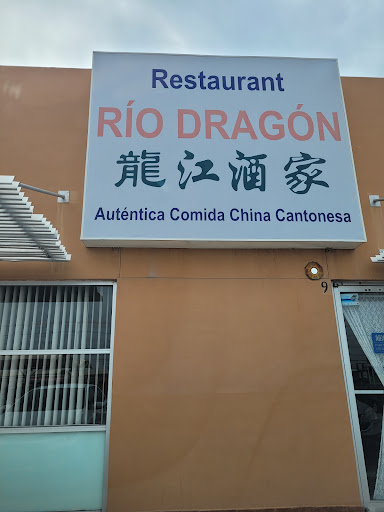 Restaurant
RÍO DRAGÓN
龍江酒家
Auténtica Comida China Cantonesa
9